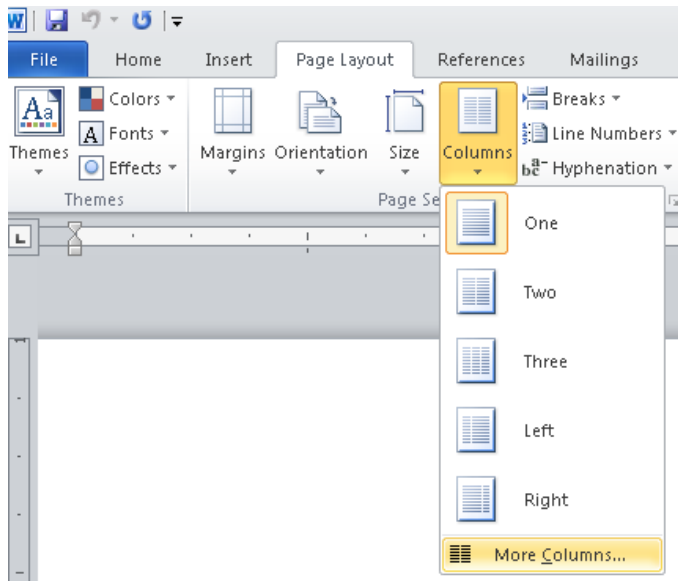 W
File Home Insert Page Layout References Mailings
Aa Colors Breaks
A Fonts Line Numbers
Themes Margins Orientation Size Columns
Effects Hyphenation
Themes Page Se
One
Two
Three
Left
Right
More Columns...